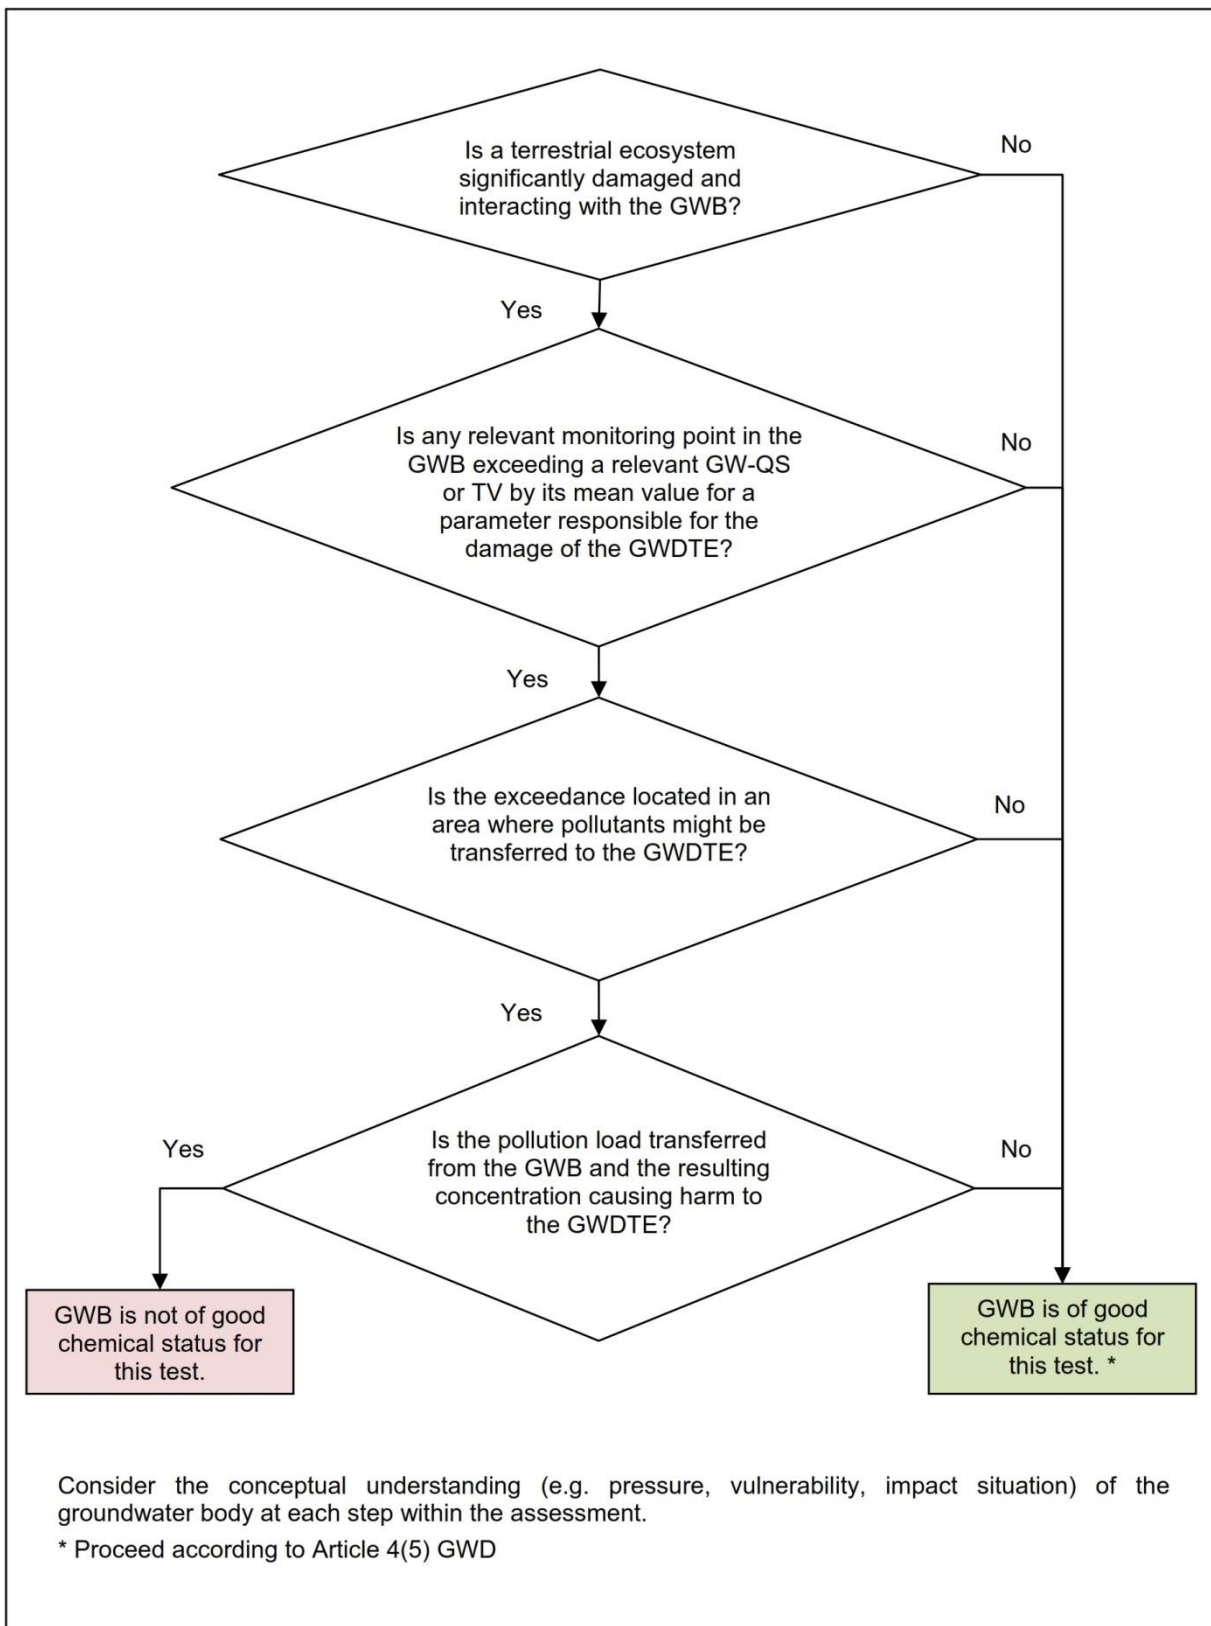 Is a terrestrial ecosystem
significantly damaged and
interacting with the GWB?
No
Yes
Is any relevant monitoring point in the
GWB exceeding a relevant GW-QS
or TV by its mean value for a
parameter responsible for the
damage of the GWDTE?
No
Yes
Is the exceedance located in an
area where pollutants might be
transferred to the GWDTE?
No
Yes
Is the pollution load transferred
from the GWB and the resulting
concentration causing harm to
the GWDTE?
Yes
No
GWB is not of good
chemical status for
this test.
GWB is of good
chemical status for
this test. *
Consider the conceptual understanding (e.g. pressure, vulnerability, impact situation) of the
groundwater body at each step within the assessment.
* Proceed according to Article 4(5) GWD